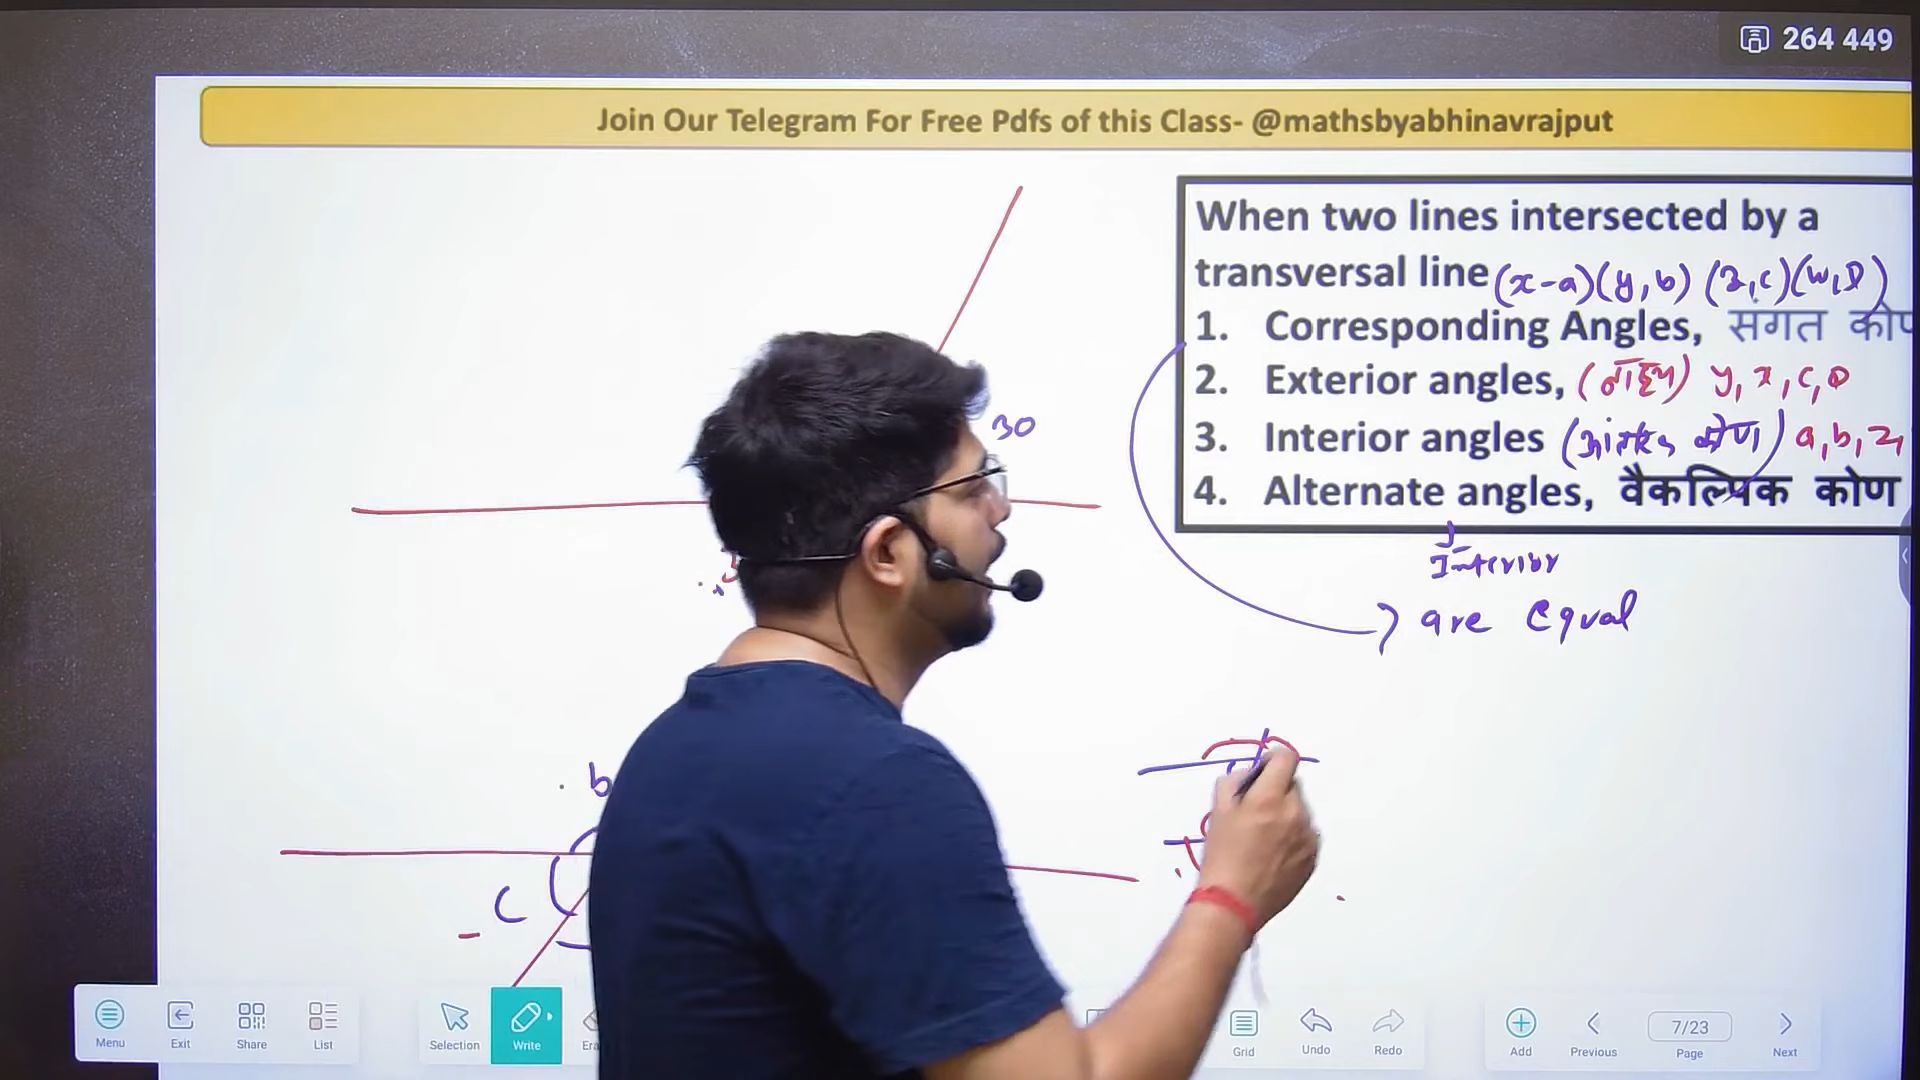 264 449
Join Our Telegram For Free Pdfs of this Class- @mathsbyabhinavrajput
When two lines intersected by a
transversal line (x-a)(y,b) (z,c)(w,D)
1. Corresponding Angles, संगत
2. Exterior angles, (बाह्य) y, x, c, D
3. Interior angles कोण) a, b, z,
4. Alternate angles, वैकल्पिक कोण
Interior
are Equal
30
b
c
Menu
Exit
Share
List
Selection
Write
Grid
Undo
Redo
Add
Previous
7/23
Page
Next